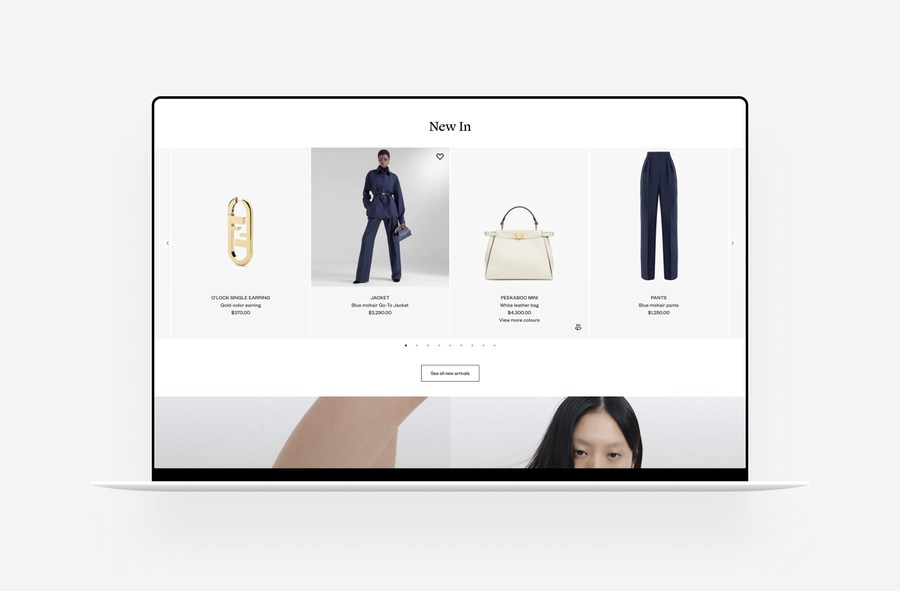 New In
O'LOCK SINGLE EARRING
Gold-color earring
$370.00
JACKET
Blue mohair Go-To Jacket
$3,290.00
PEEKABOO MINI
White leather bag
$4,300.00
View more colours
PANTS
Blue mohair pants
$1,250.00
See all new arrivals